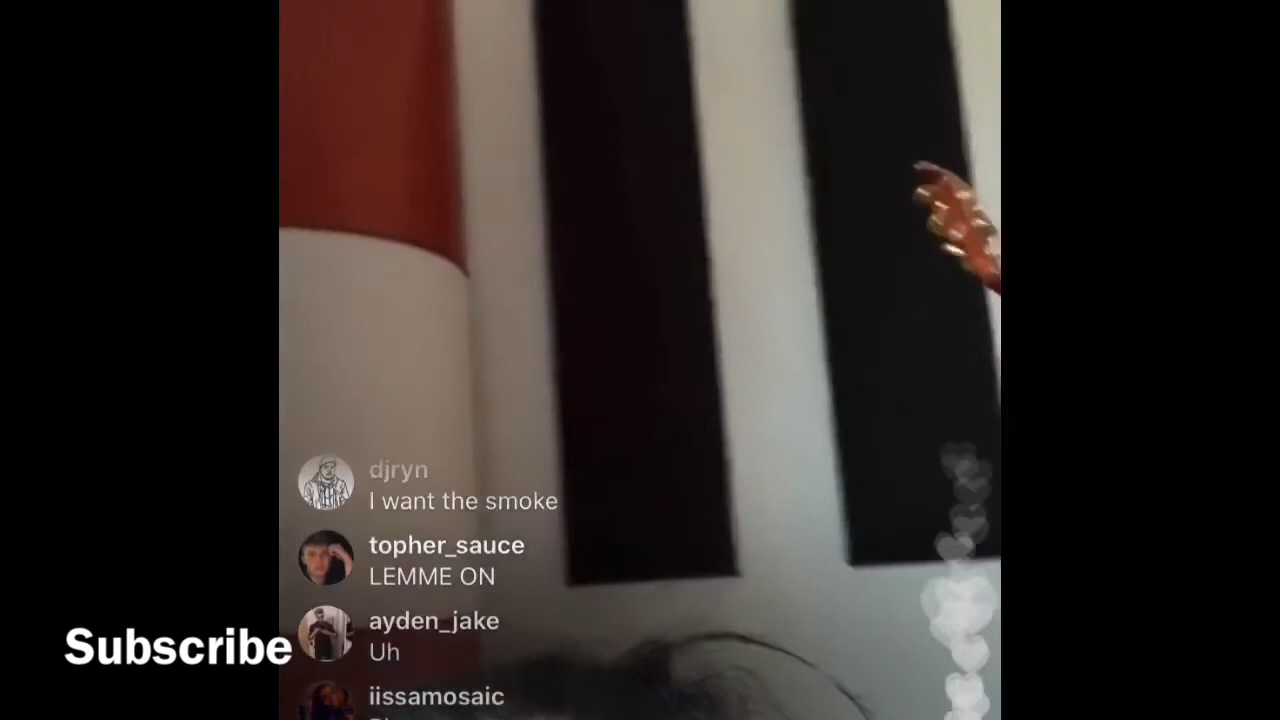 djryn
I want the smoke
topher_sauce
LEMME ON
ayden_jake
Uh
Subscribe
iissamosaic